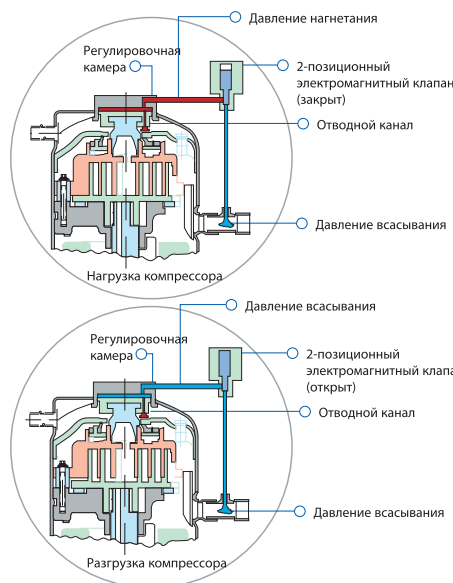 Давление нагнетания
Регулировочная
камера
2-позиционный
электромагнитный клапан
(закрыт)
Отводной канал
Давление всасывания
Нагрузка компрессора
Давление всасывания
Регулировочная
камера
2-позиционный
электромагнитный клапа
(открыт)
Отводной канал
Давление всасывания
Разгрузка компрессора